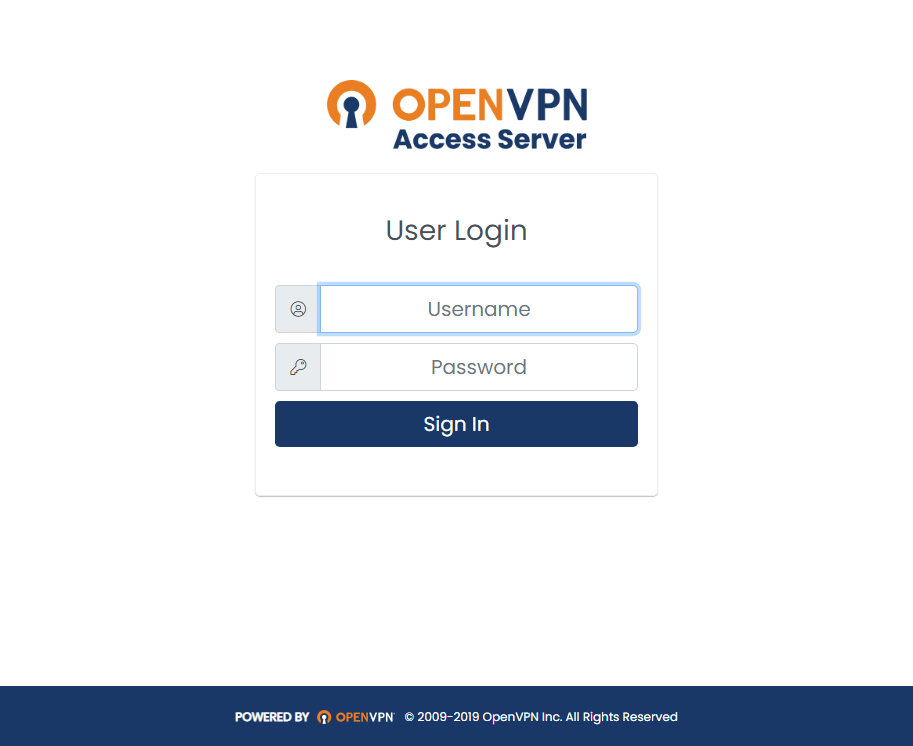 OPENVPN
Access Server
User Login
Username
Password
Sign In
POWERED BY OPENVPN © 2009-2019 OpenVPN Inc. All Rights Reserved